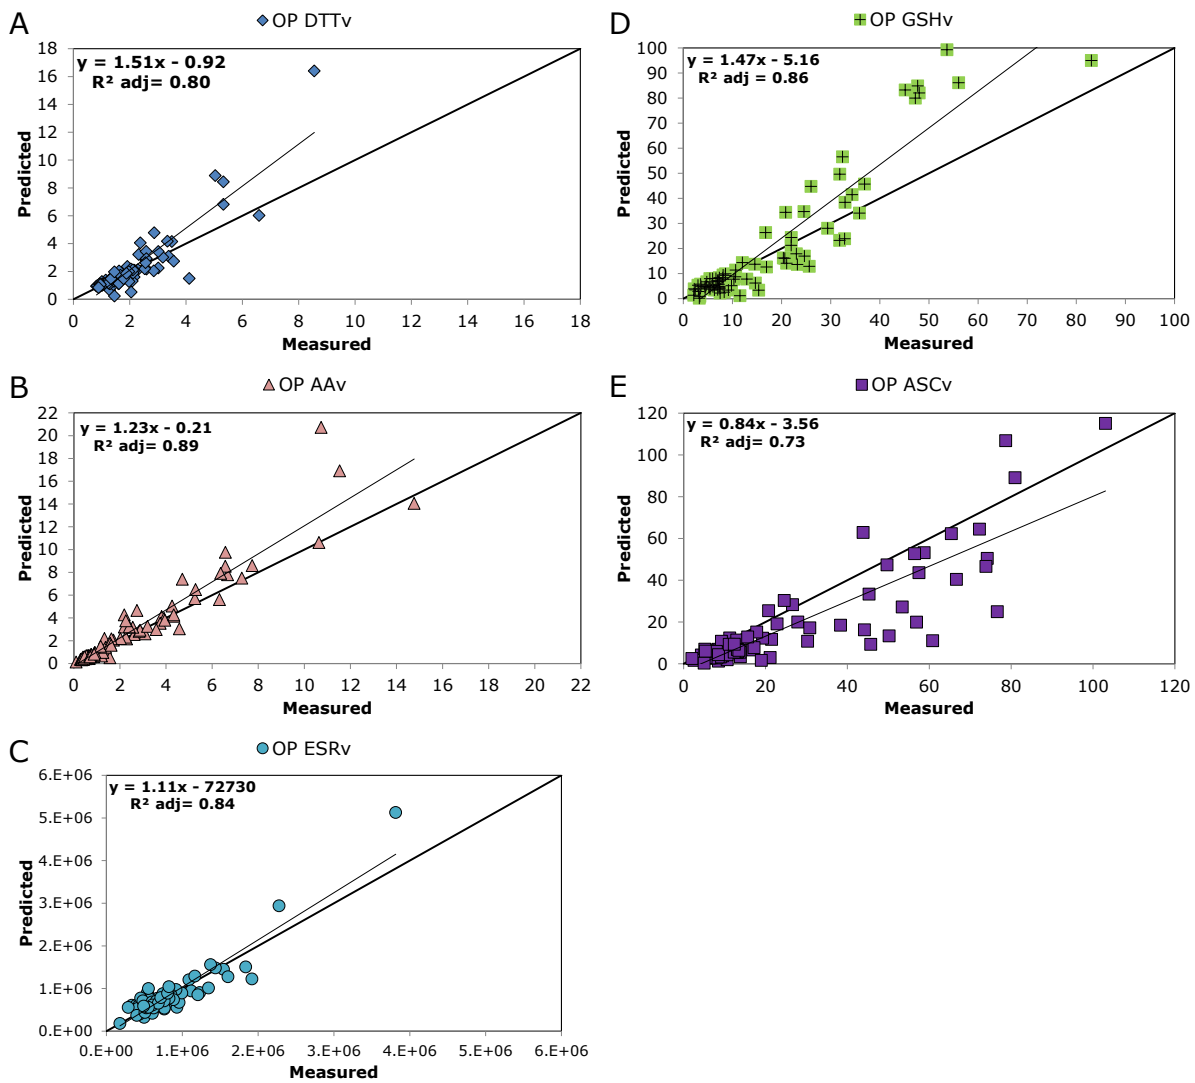 A
OP DTTv
y = 1.51x - 0.92
R² adj= 0.80
18
16
14
12
10
8
6
4
2
0
Predicted
0 2 4 6 8 10 12 14 16 18
Measured
B
OP AAv
y = 1.23x - 0.21
R² adj= 0.89
22
20
18
16
14
12
10
8
6
4
2
0
Predicted
0 2 4 6 8 10 12 14 16 18 20 22
Measured
C
OP ESRv
y = 1.11x - 72730
R² adj= 0.84
6.E+06
5.E+06
4.E+06
3.E+06
2.E+06
1.E+06
0.E+00
Predicted
0.E+00 1.E+06 2.E+06 3.E+06 4.E+06 5.E+06 6.E+06
Measured
D
OP GSHv
y = 1.47x - 5.16
R² adj = 0.86
100
90
80
70
60
50
40
30
20
10
0
Predicted
0 10 20 30 40 50 60 70 80 90 100
Measured
E
OP ASCv
y = 0.84x - 3.56
R² adj= 0.73
120
100
80
60
40
20
0
Predicted
0 20 40 60 80 100 120
Measured